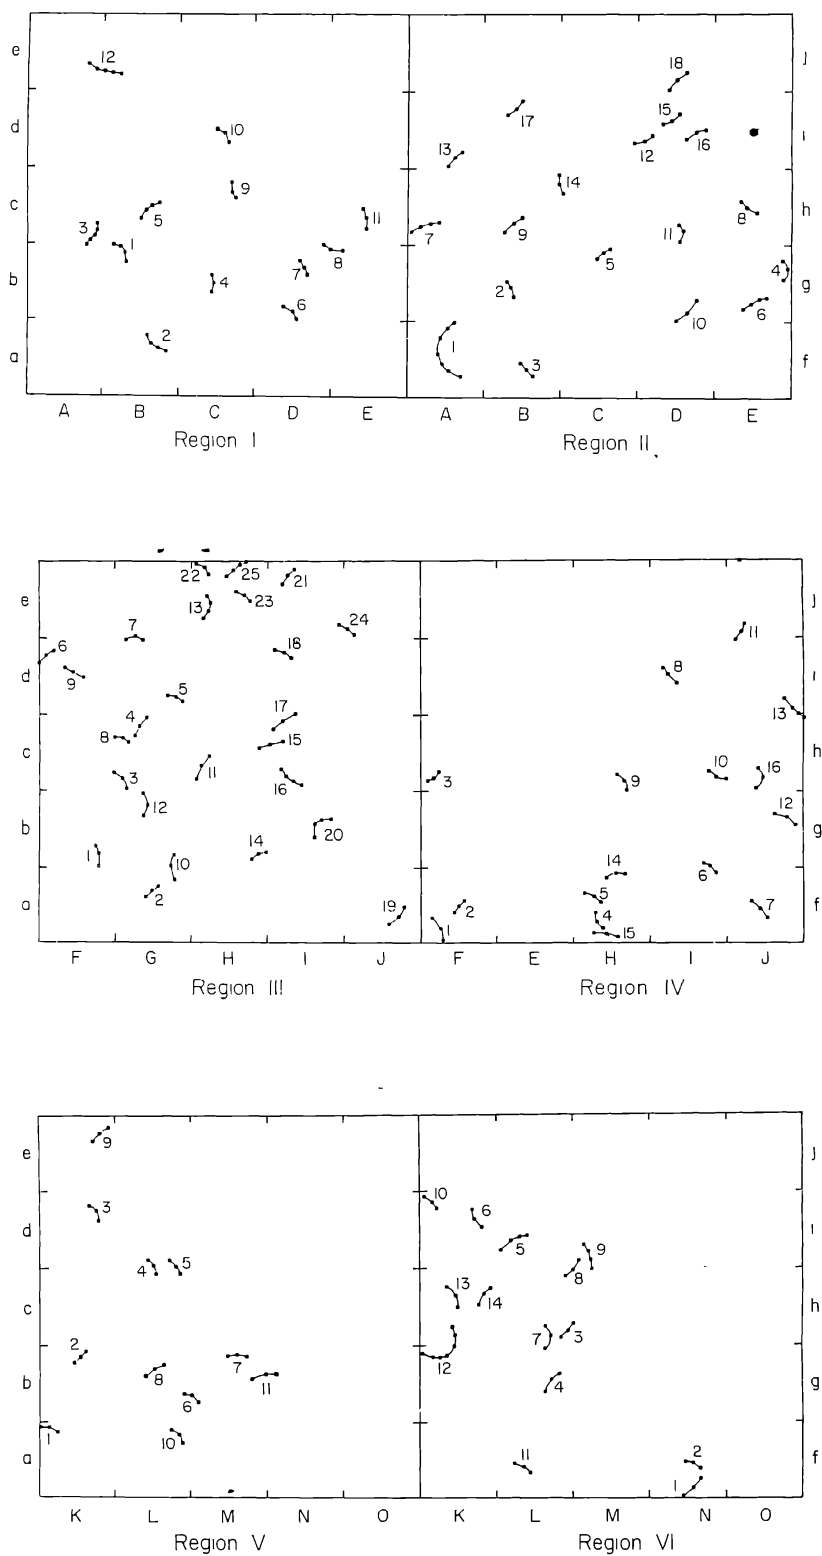 e 12 18 J
17 15
d 10 13 12 16 I
9 14
c 5 3 11 7 9 8 h
1 8 11
b 4 7 5 4 g
6 2 10 6
a 2 1 3 f
A B C D E A B C D E
Region I Region II
22 25 21
e 13 23 J
7 24 11
6 18
d 9 5 8 I
4 17 13
c 8 15 h
3 11 16 3 9 10 16
12
b 20 12 g
1 10 14 14 6
2 5
a 19 2 4 7 f
1 15
F G H I J F E H I J
Region III Region IV
e 9 J
10
d 3 6 I
4 5 5 9
8
c 13 14 h
2 7 3
b 8 7 12 g
6 11 4
1
a 10 11 2 f
1
K L M N O K L M N O
Region V Region VI